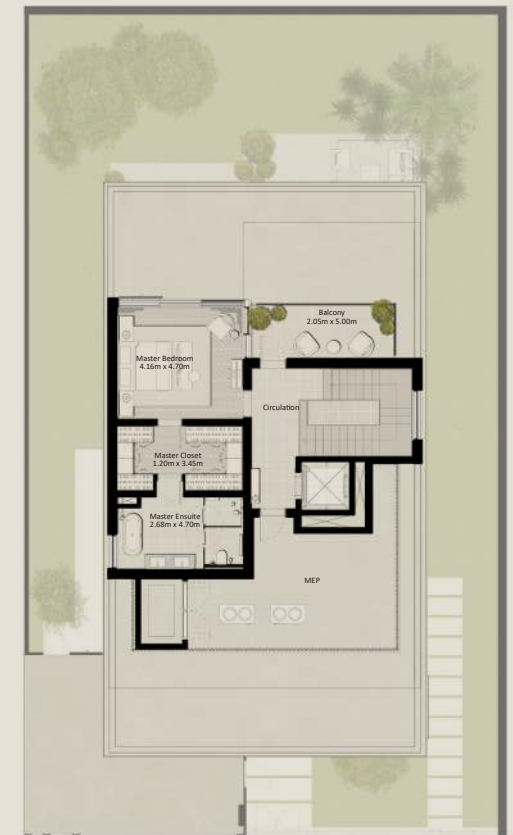 Balcony
2.05m x 5.00m
Master Bedroom
4.16m x 4.70m
Circulation
Master Closet
1.20m x 3.45m
Master Ensuite
2.68m x 4.70m
MEP